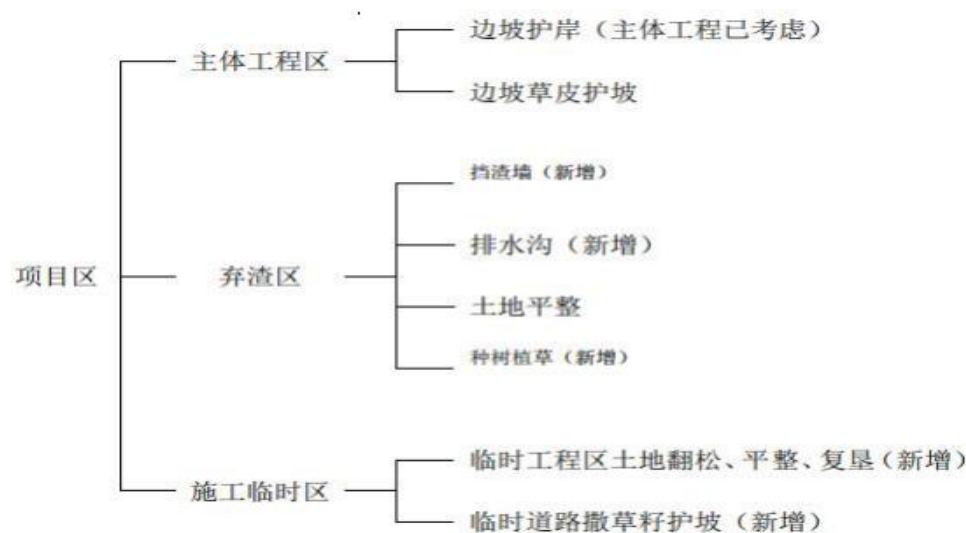 边坡护岸（主体工程已考虑）
主体工程区
边坡草皮护坡
挡渣墙（新增）
排水沟（新增）
项目区
弃渣区
土地平整
种树植草（新增）
临时工程区土地翻松、平整、复垦（新增）
施工临时区
临时道路撒草籽护坡（新增）